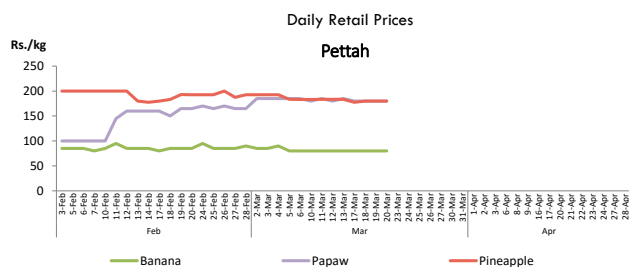 Daily Retail Prices
Rs./kg
Pettah
250
200
150
100
50
0
3-Feb 5-Feb 6-Feb 7-Feb 10-Feb 11-Feb 12-Feb 13-Feb 14-Feb 17-Feb 18-Feb 19-Feb 20-Feb 24-Feb 25-Feb 26-Feb 27-Feb 28-Feb 2-Mar 3-Mar 4-Mar 5-Mar 6-Mar 10-Mar 11-Mar 12-Mar 13-Mar 17-Mar 18-Mar 19-Mar 20-Mar 23-Mar 24-Mar 25-Mar 26-Mar 27-Mar 30-Mar 31-Mar 1-Apr 2-Apr 6-Apr 8-Apr 9-Apr 17-Apr 20-Apr 21-Apr 22-Apr 23-Apr 24-Apr 27-Apr 28-Apr
Feb Mar Apr
Banana Papaw Pineapple